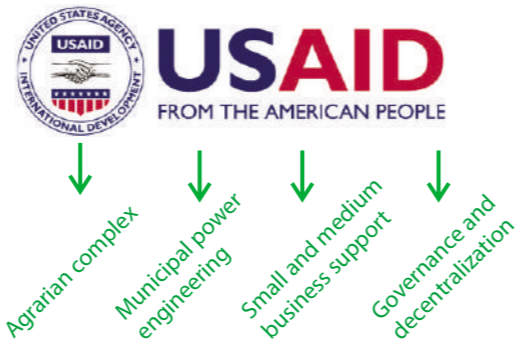 UNITED STATES AGENCY
INTERNATIONAL DEVELOPMENT
USAID
USAID
FROM THE AMERICAN PEOPLE
Agrarian complex
Municipal power
engineering
Small and medium
business support
Governance and
decentralization